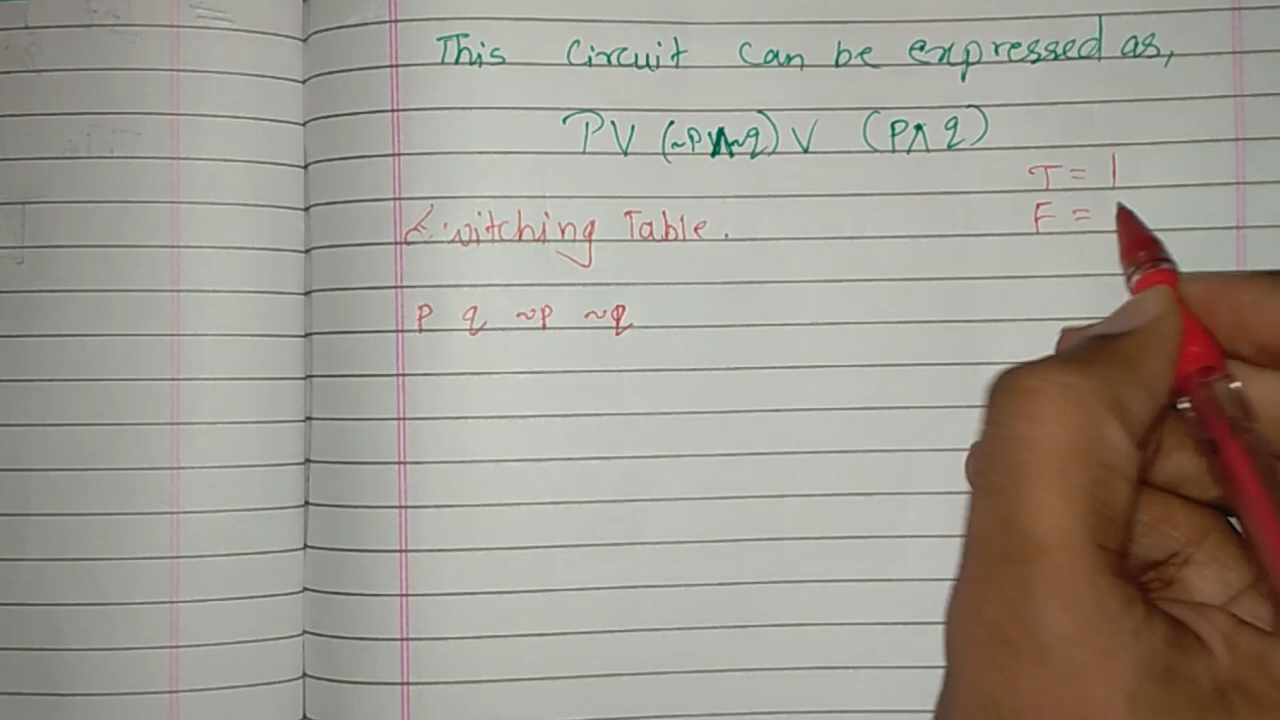 This Circuit can be expressed as,
P∨ (~P∧~q)∨ (P∧q)
T = 1
F =
Switching Table.
P q ~P ~q